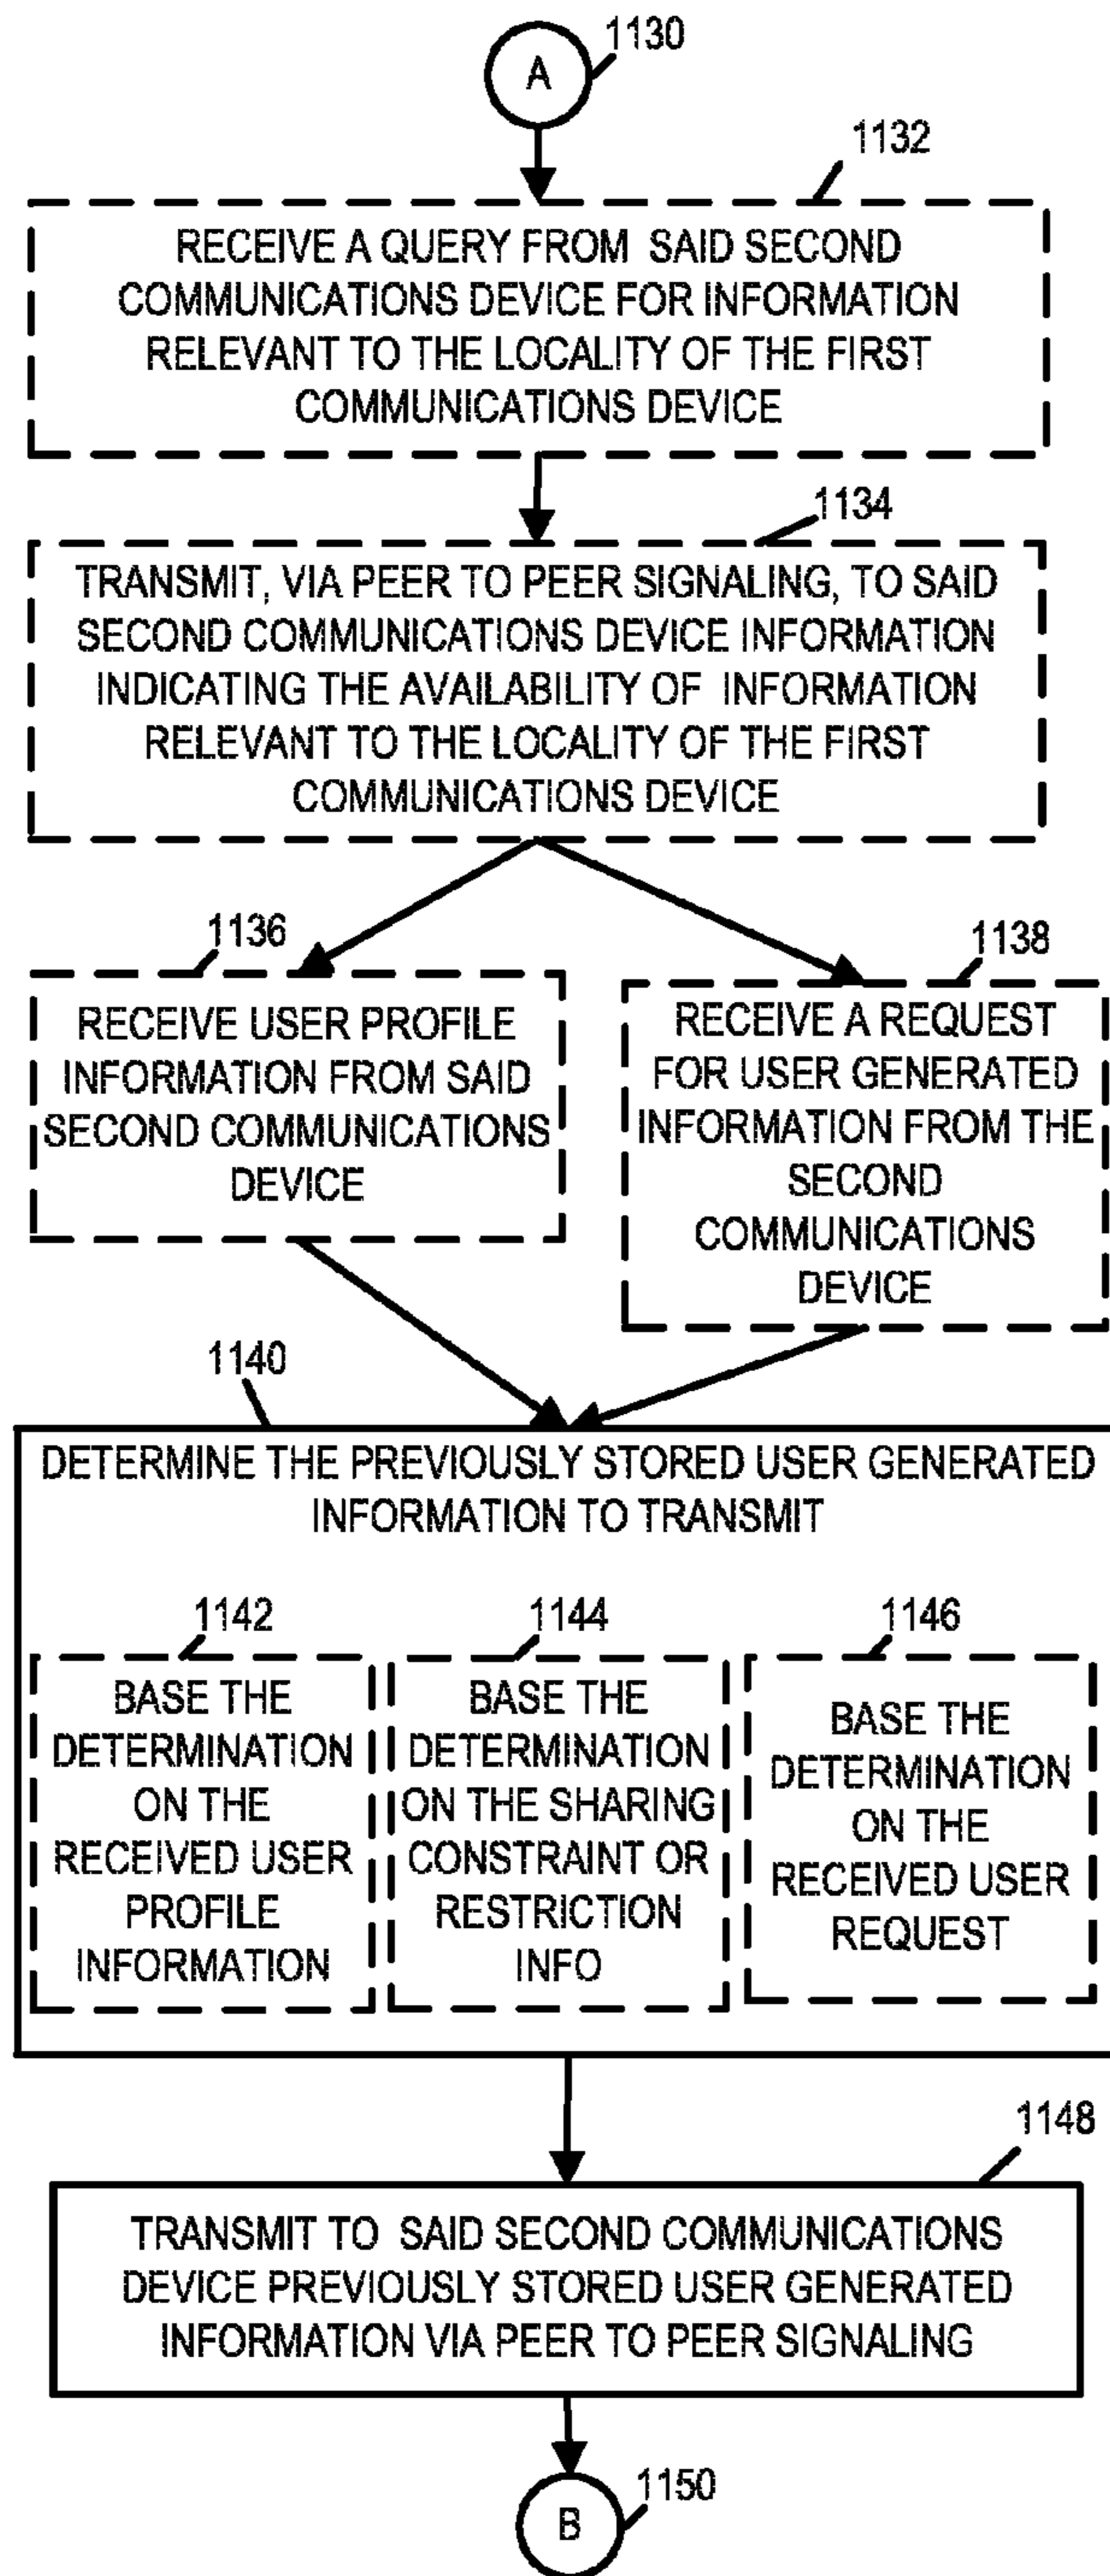 1130
A
1132
RECEIVE A QUERY FROM SAID SECOND
COMMUNICATIONS DEVICE FOR INFORMATION
RELEVANT TO THE LOCALITY OF THE FIRST
COMMUNICATIONS DEVICE
1134
TRANSMIT, VIA PEER TO PEER SIGNALING, TO SAID
SECOND COMMUNICATIONS DEVICE INFORMATION
INDICATING THE AVAILABILITY OF INFORMATION
RELEVANT TO THE LOCALITY OF THE FIRST
COMMUNICATIONS DEVICE
1136
RECEIVE USER PROFILE
INFORMATION FROM SAID
SECOND COMMUNICATIONS
DEVICE
1138
RECEIVE A REQUEST
FOR USER GENERATED
INFORMATION FROM THE
SECOND
COMMUNICATIONS
DEVICE
1140
DETERMINE THE PREVIOUSLY STORED USER GENERATED
INFORMATION TO TRANSMIT
1142
BASE THE
DETERMINATION
ON THE
RECEIVED USER
PROFILE
INFORMATION
1144
BASE THE
DETERMINATION
ON THE SHARING
CONSTRAINT OR
RESTRICTION
INFO
1146
BASE THE
DETERMINATION
ON THE
RECEIVED USER
REQUEST
1148
TRANSMIT TO SAID SECOND COMMUNICATIONS
DEVICE PREVIOUSLY STORED USER GENERATED
INFORMATION VIA PEER TO PEER SIGNALING
1150
B